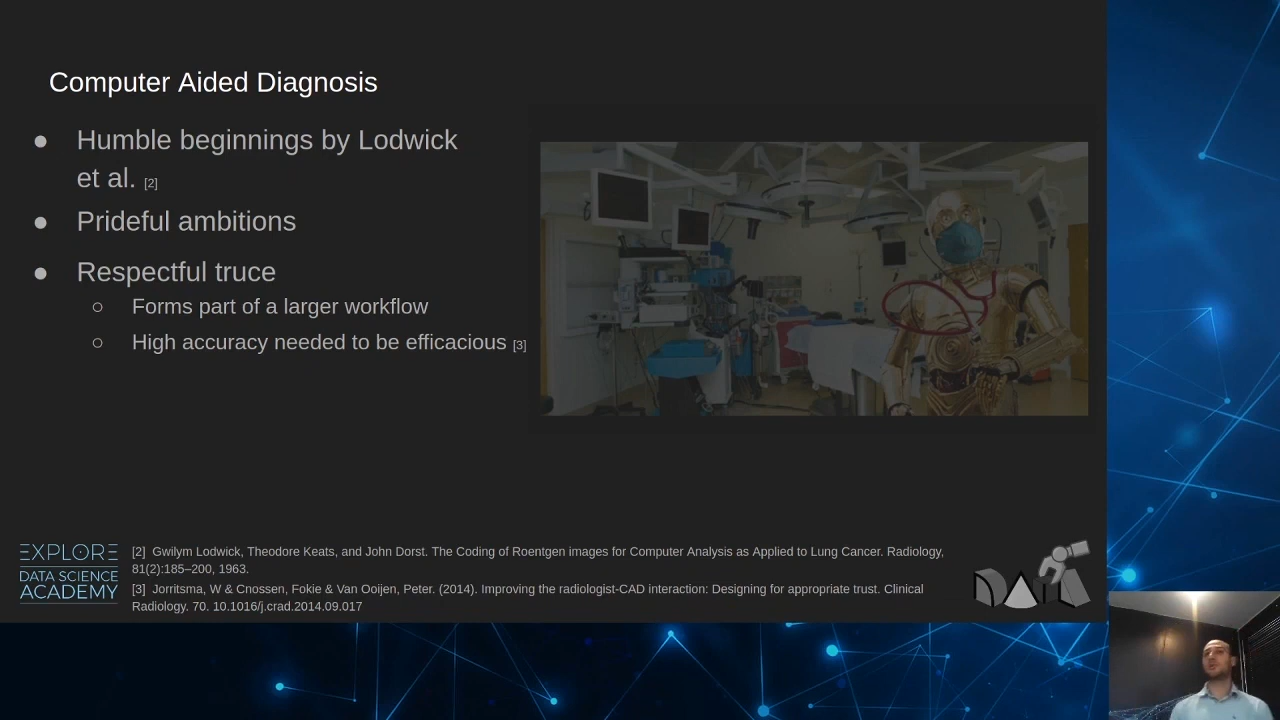 Computer Aided Diagnosis
● Humble beginnings by Lodwick
et al. [2]
● Prideful ambitions
● Respectful truce
○ Forms part of a larger workflow
○ High accuracy needed to be efficacious [3]
EXPLORE
DATA SCIENCE
ACADEMY
[2] Gwilym Lodwick, Theodore Keats, and John Dorst. The Coding of Roentgen images for Computer Analysis as Applied to Lung Cancer. Radiology,
81(2):185–200, 1963.
[3] Jorritsma, W & Cnossen, Fokie & Van Ooijen, Peter. (2014). Improving the radiologist-CAD interaction: Designing for appropriate trust. Clinical
Radiology. 70. 10.1016/j.crad.2014.09.017